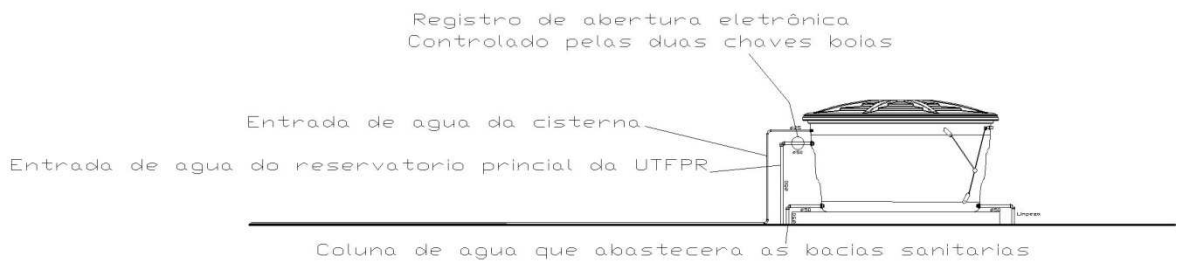 Registro de abertura eletrônica
Controlado pelas duas chaves boias
Entrada de agua da cisterna
Entrada de agua do reservatorio princial da UTFPR
Limpeza
Coluna de agua que abastecera as bacias sanitarias